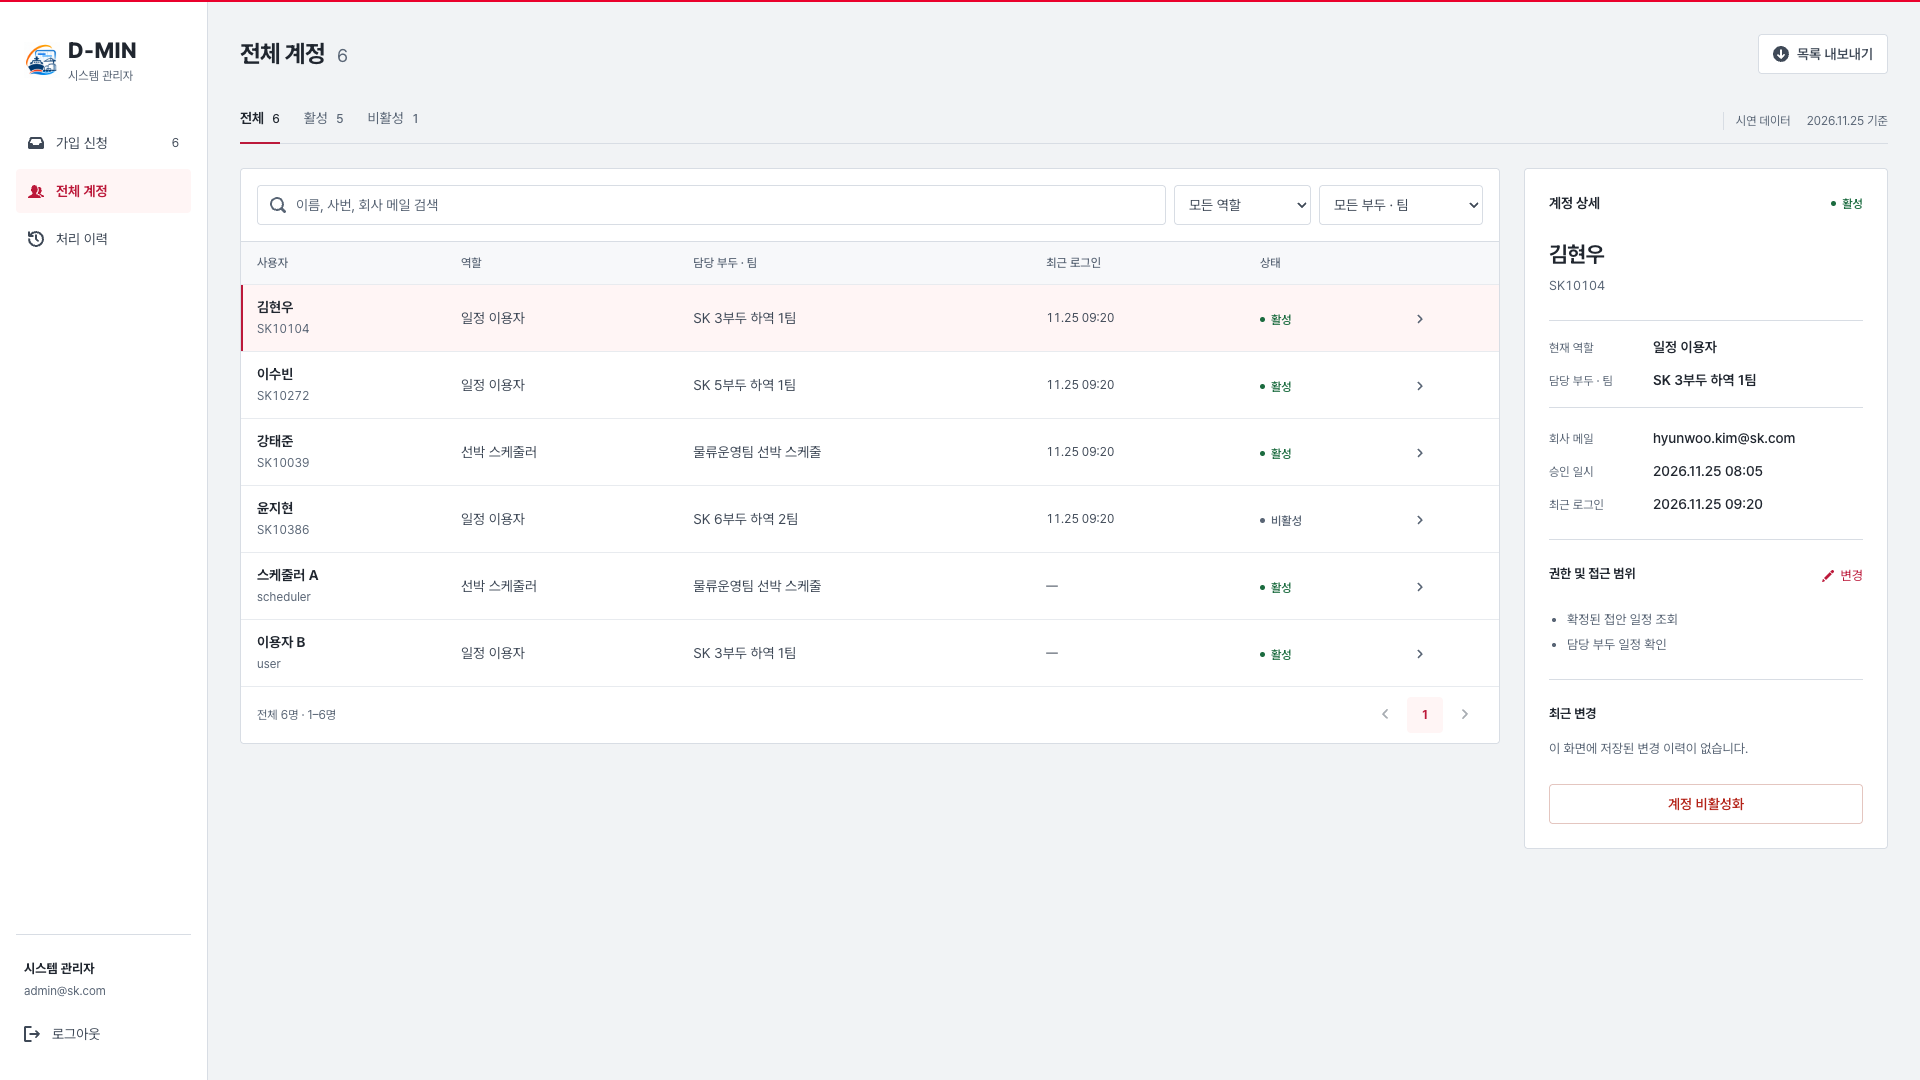 D-MIN
시스템 관리자
가입 신청 6
전체 계정
처리 이력
시스템 관리자
admin@sk.com
로그아웃
전체 계정 6
목록 내보내기
전체 6 활성 5 비활성 1
시연 데이터 2026.11.25 기준
이름, 사번, 회사 메일 검색
모든 역할
모든 부두 · 팀
사용자 역할 담당 부두 · 팀 최근 로그인 상태
김현우
SK10104
일정 이용자 SK 3부두 하역 1팀 11.25 09:20 활성
이수빈
SK10272
일정 이용자 SK 5부두 하역 1팀 11.25 09:20 활성
강태준
SK10039
선박 스케줄러 물류운영팀 선박 스케줄 11.25 09:20 활성
윤지현
SK10386
일정 이용자 SK 6부두 하역 2팀 11.25 09:20 비활성
스케줄러 A
scheduler
선박 스케줄러 물류운영팀 선박 스케줄 — 활성
이용자 B
user
일정 이용자 SK 3부두 하역 1팀 — 활성
전체 6명 · 1–6명
1
계정 상세 활성
김현우
SK10104
현재 역할 일정 이용자
담당 부두 · 팀 SK 3부두 하역 1팀
회사 메일 hyunwoo.kim@sk.com
승인 일시 2026.11.25 08:05
최근 로그인 2026.11.25 09:20
권한 및 접근 범위 변경
• 확정된 접안 일정 조회
• 담당 부두 일정 확인
최근 변경
이 화면에 저장된 변경 이력이 없습니다.
계정 비활성화